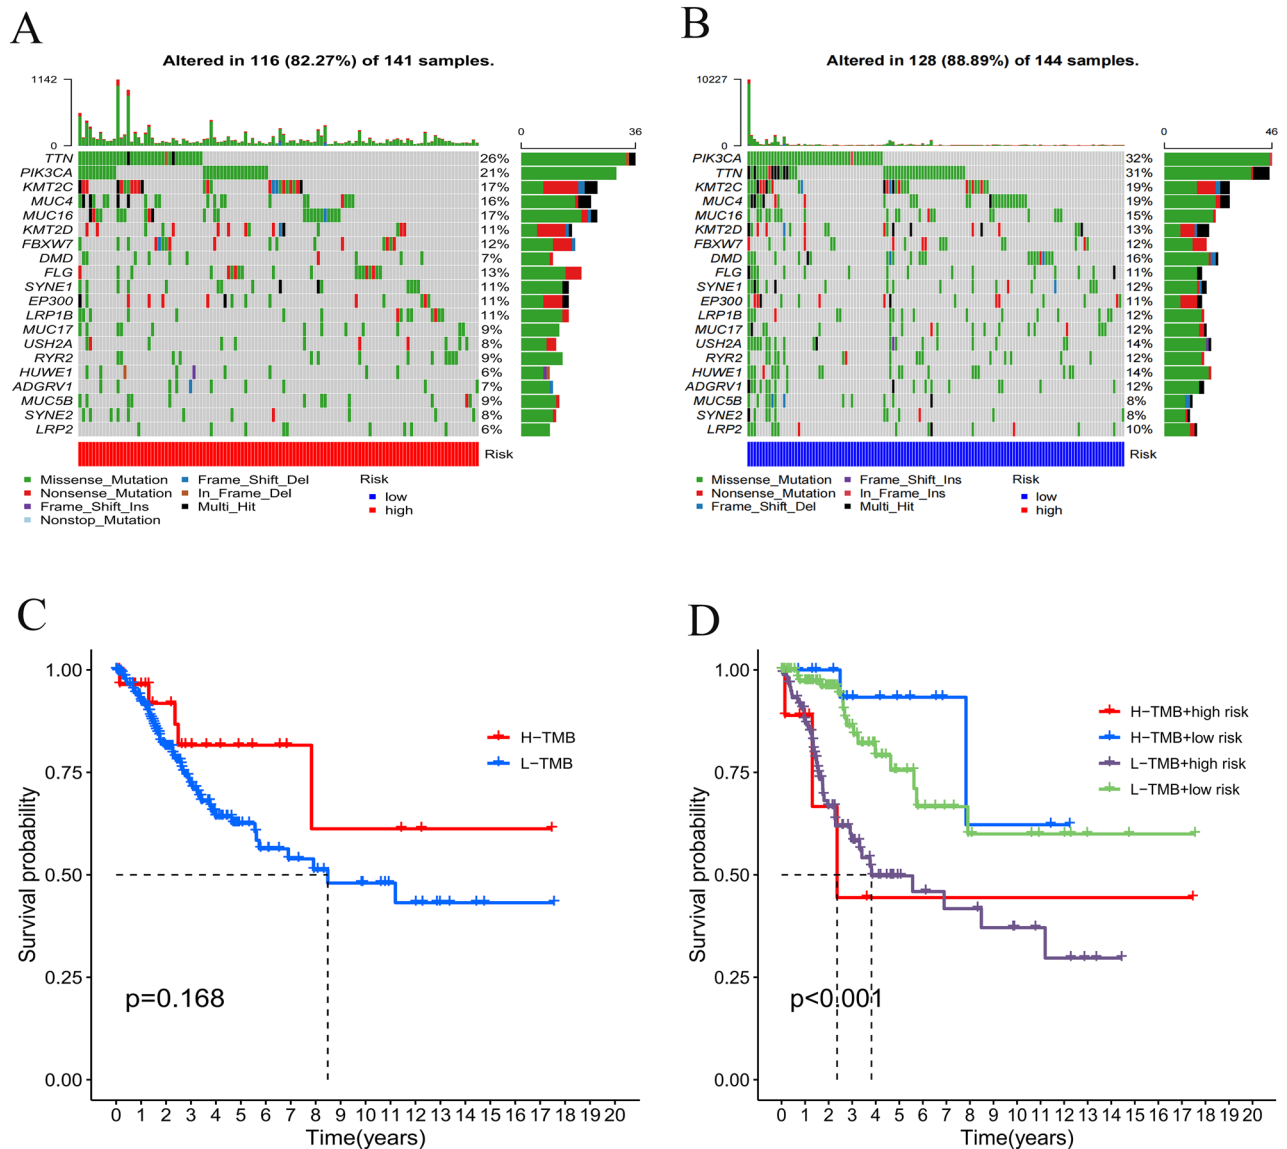 A
Altered in 116 (82.27%) of 141 samples.
1142
0
0 36
TTN 26%
PIK3CA 21%
KMT2C 17%
MUC4 16%
MUC16 17%
KMT2D 11%
FBXW7 12%
DMD 7%
FLG 13%
SYNE1 11%
EP300 11%
LRP1B 11%
MUC17 9%
USH2A 8%
RYR2 9%
HUWE1 6%
ADGRV1 7%
MUC5B 9%
SYNE2 8%
LRP2 6%
Risk
Missense_Mutation Frame_Shift_Del Risk
Nonsense_Mutation In_Frame_Del low
Frame_Shift_Ins Multi_Hit high
Nonstop_Mutation
B
Altered in 128 (88.89%) of 144 samples.
10227
0
0 46
PIK3CA 32%
TTN 31%
KMT2C 19%
MUC4 19%
MUC16 15%
KMT2D 13%
FBXW7 12%
DMD 16%
FLG 11%
SYNE1 12%
EP300 11%
LRP1B 12%
MUC17 12%
USH2A 14%
RYR2 12%
HUWE1 14%
ADGRV1 12%
MUC5B 8%
SYNE2 8%
LRP2 10%
Risk
Missense_Mutation Frame_Shift_Ins Risk
Nonsense_Mutation In_Frame_Ins low
Frame_Shift_Del Multi_Hit high
C
Survival probability
1.00
0.75
0.50
0.25
0.00
H-TMB
L-TMB
p=0.168
0 1 2 3 4 5 6 7 8 9 10 11 12 13 14 15 16 17 18 19 20
Time(years)
D
Survival probability
1.00
0.75
0.50
0.25
0.00
H-TMB+high risk
H-TMB+low risk
L-TMB+high risk
L-TMB+low risk
p<0.001
0 1 2 3 4 5 6 7 8 9 10 11 12 13 14 15 16 17 18 19 20
Time(years)